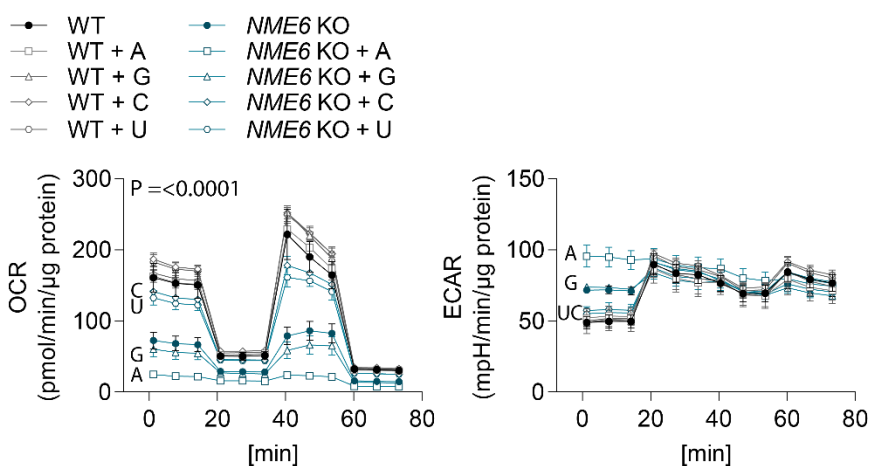 WT
NME6 KO
WT + A
NME6 KO + A
WT + G
NME6 KO + G
WT + C
NME6 KO + C
WT + U
NME6 KO + U
300
P =<0.0001
200
C
U
100
G
A
0
0 20 40 60 80
[min]
OCR
(pmol/min/µg protein)
150
A
100
G
UC
50
0
0 20 40 60 80
[min]
ECAR
(mpH/min/µg protein)